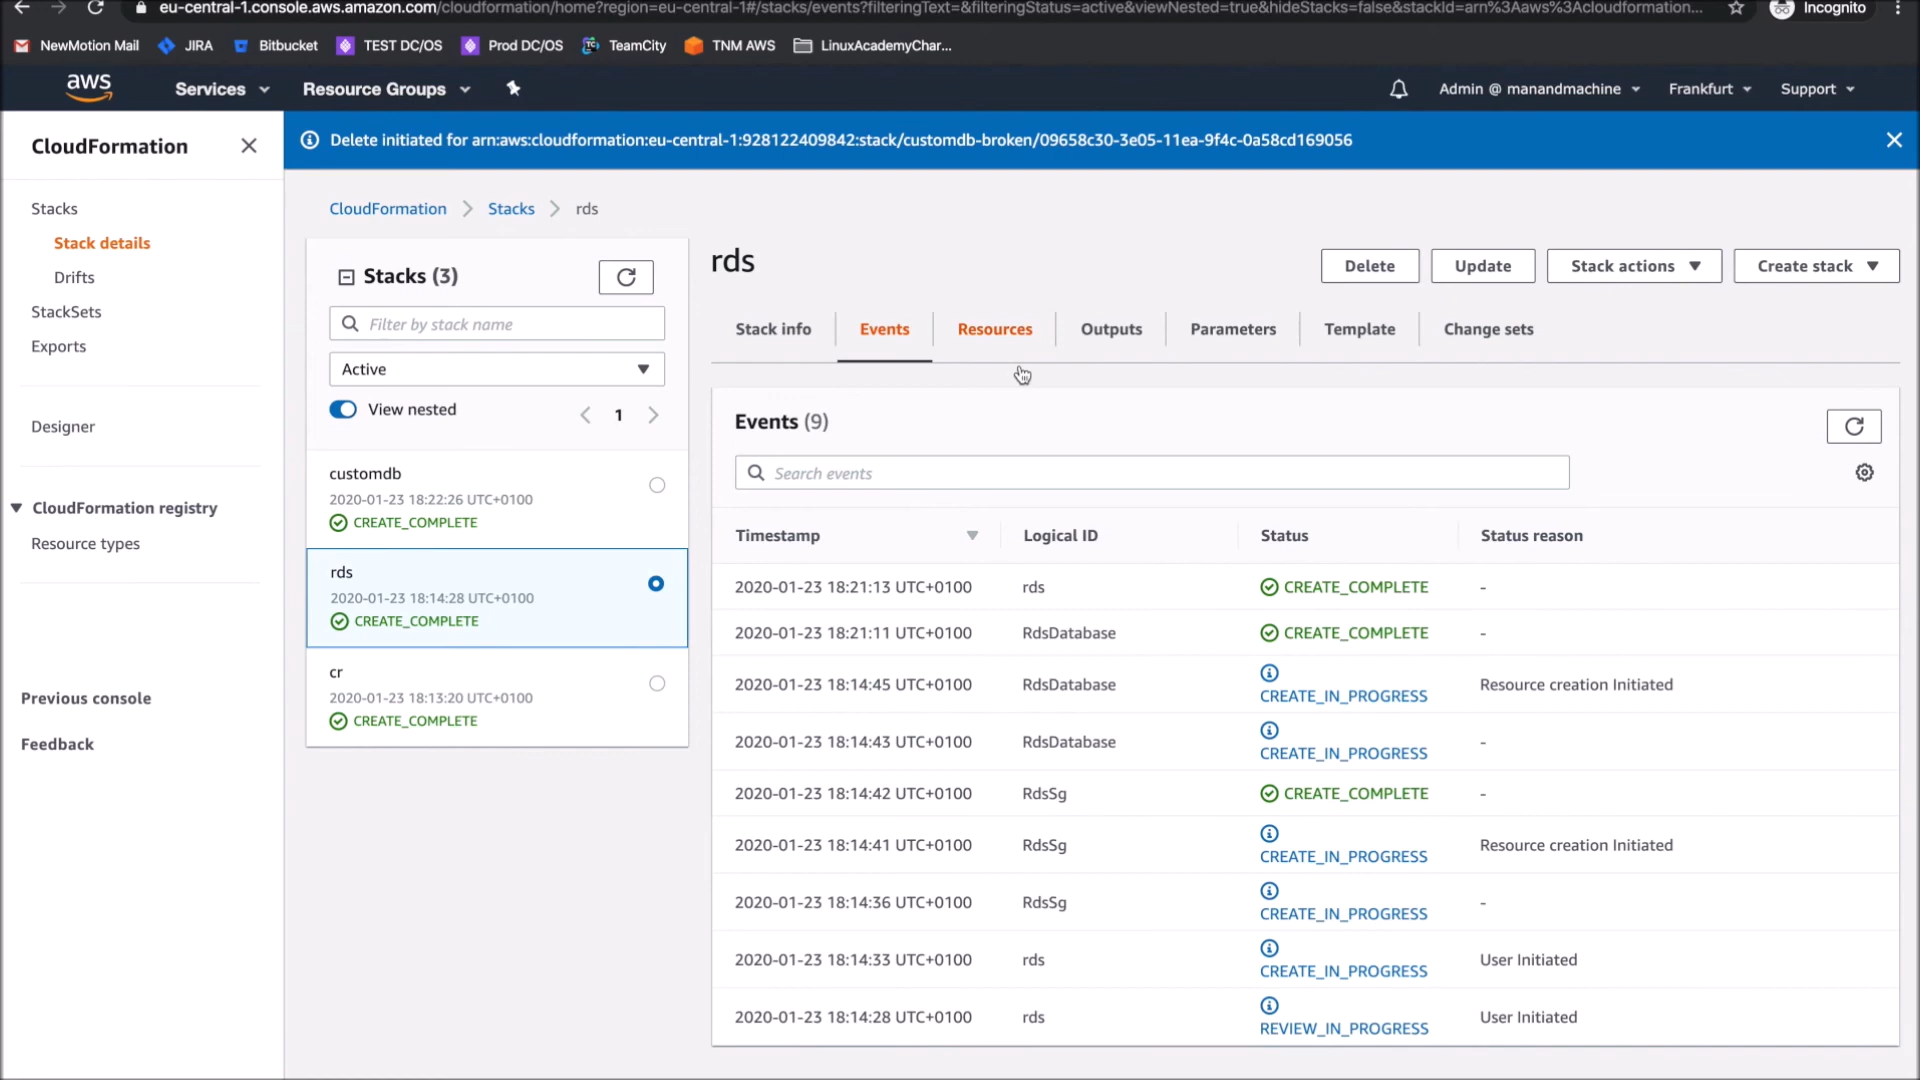 eu-central-1.console.aws.amazon.com/cloudformation/home?region=eu-central-1#/stacks/events?filteringText=&filteringStatus=active&viewNested=true&hideStacks=false&stackId=arn%3Aaws%3Acloudformation...
Incognito
NewMotion Mail
JIRA
Bitbucket
TEST DC/OS
Prod DC/OS
TeamCity
TNM AWS
LinuxAcademyChar...
aws
Services
Resource Groups
Admin @ manandmachine
Frankfurt
Support
CloudFormation
Delete initiated for arn:aws:cloudformation:eu-central-1:928122409842:stack/customdb-broken/09658c30-3e05-11ea-9f4c-0a58cd169056
Stacks
Stack details
Drifts
StackSets
Exports
Designer
CloudFormation registry
Resource types
Previous console
Feedback
CloudFormation > Stacks > rds
Stacks (3)
Filter by stack name
Active
View nested
1
customdb
2020-01-23 18:22:26 UTC+0100
CREATE_COMPLETE
rds
2020-01-23 18:14:28 UTC+0100
CREATE_COMPLETE
cr
2020-01-23 18:13:20 UTC+0100
CREATE_COMPLETE
rds
Delete
Update
Stack actions
Create stack
Stack info
Events
Resources
Outputs
Parameters
Template
Change sets
Events (9)
Search events
Timestamp Logical ID Status Status reason
2020-01-23 18:21:13 UTC+0100 rds CREATE_COMPLETE -
2020-01-23 18:21:11 UTC+0100 RdsDatabase CREATE_COMPLETE -
2020-01-23 18:14:45 UTC+0100 RdsDatabase CREATE_IN_PROGRESS Resource creation Initiated
2020-01-23 18:14:43 UTC+0100 RdsDatabase CREATE_IN_PROGRESS -
2020-01-23 18:14:42 UTC+0100 RdsSg CREATE_COMPLETE -
2020-01-23 18:14:41 UTC+0100 RdsSg CREATE_IN_PROGRESS Resource creation Initiated
2020-01-23 18:14:36 UTC+0100 RdsSg CREATE_IN_PROGRESS -
2020-01-23 18:14:33 UTC+0100 rds CREATE_IN_PROGRESS User Initiated
2020-01-23 18:14:28 UTC+0100 rds REVIEW_IN_PROGRESS User Initiated